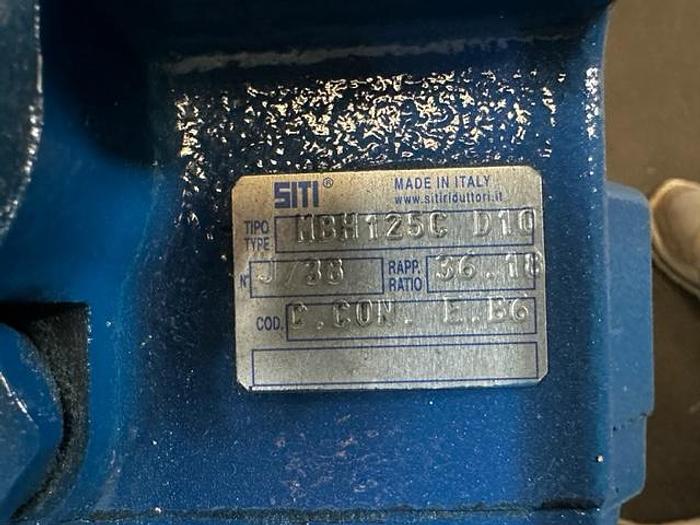 SITI® MADE IN ITALY
www.sitiriduttori.it
TIPO
TYPE MBH125C D10
N° J/38 RAPP.
RATIO 36.18
COD. C.CON. E.B6